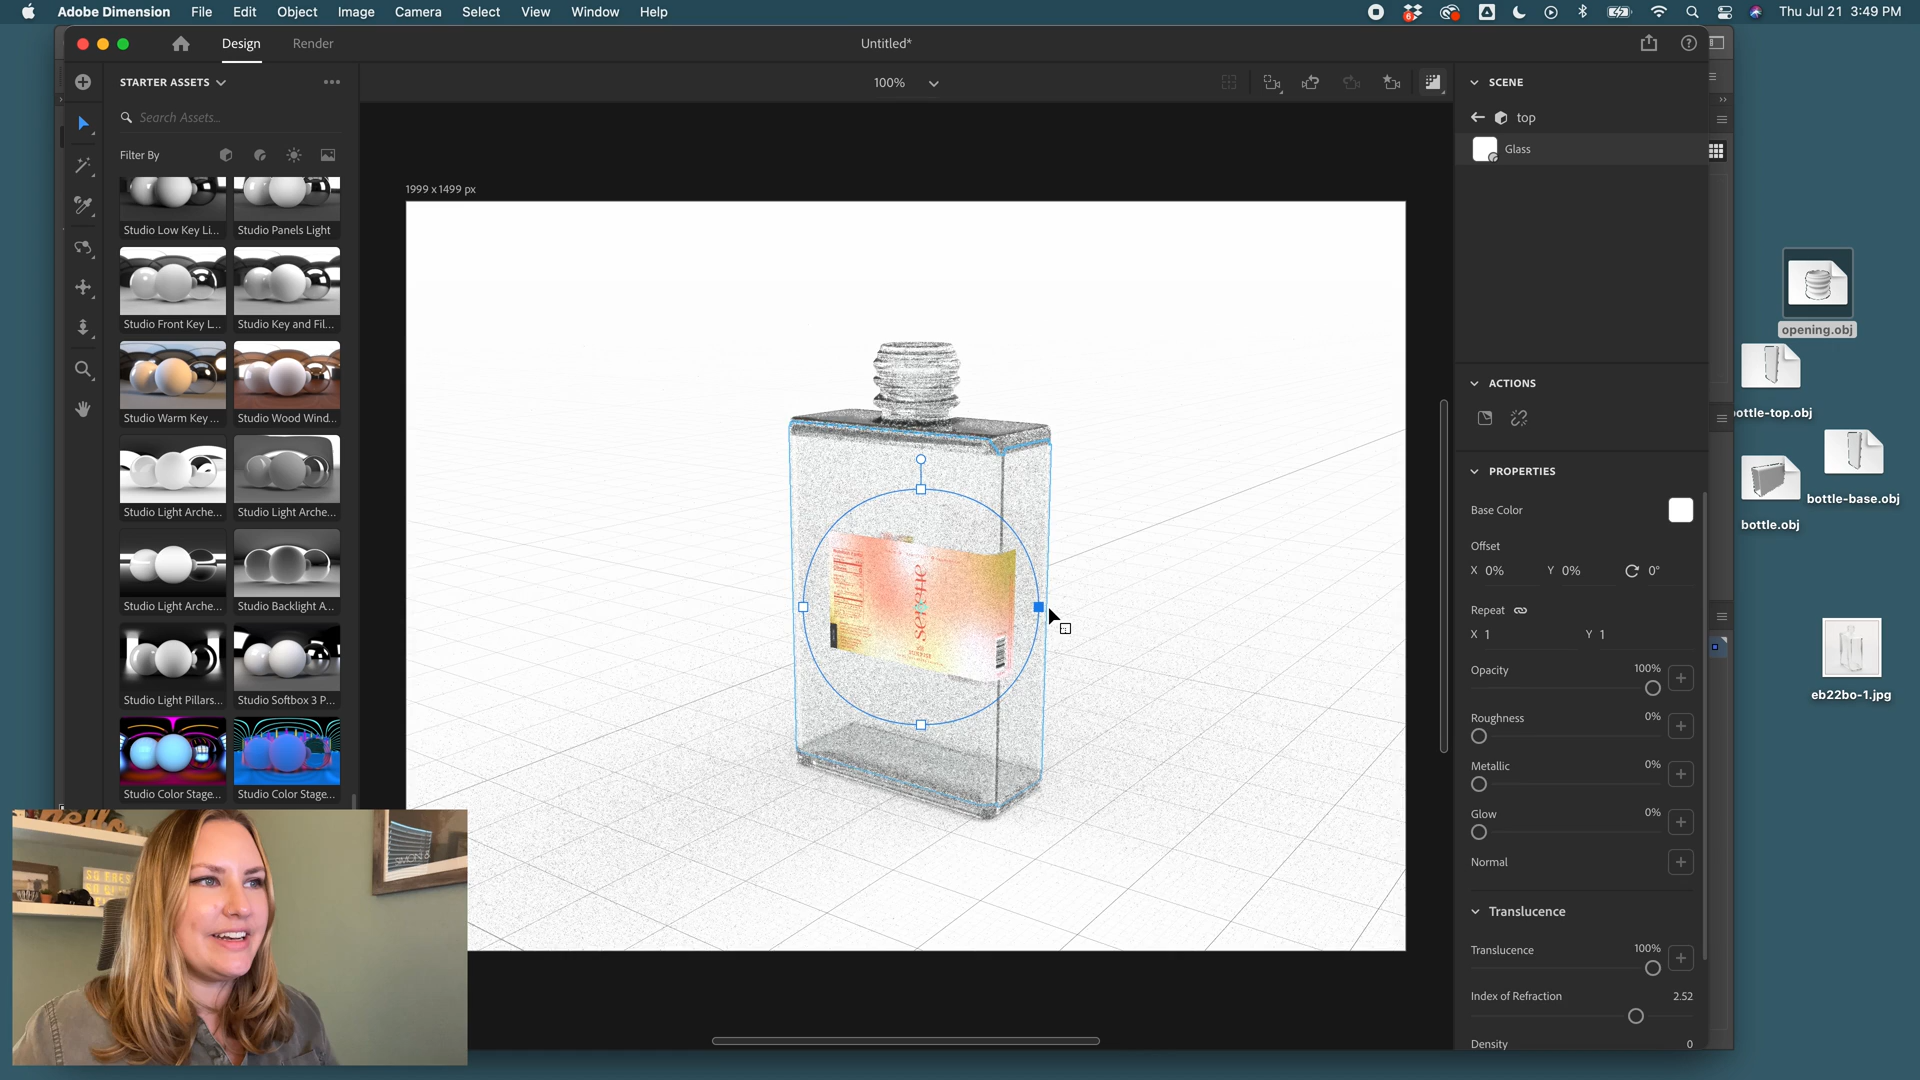 Adobe Dimension File Edit Object Image Camera Select View Window Help
6
Thu Jul 21 3:49 PM
Design Render
Untitled*
STARTER ASSETS
100%
Search Assets...
Filter By
Studio Low Key Li... Studio Panels Light
Studio Front Key L... Studio Key and Fil...
Studio Warm Key ... Studio Wood Wind...
Studio Light Arche... Studio Light Arche...
Studio Light Arche... Studio Backlight A...
Studio Light Pillars... Studio Softbox 3 P...
Studio Color Stage... Studio Color Stage...
1999 x 1499 px
serene
SCENE
top
Glass
ACTIONS
PROPERTIES
Base Color
Offset
X 0% Y 0% 0°
Repeat
X 1 Y 1
Opacity 100%
Roughness 0%
Metallic 0%
Glow 0%
Normal
Translucence
Translucence 100%
Index of Refraction 2.52
Density 0
opening.obj
ottle-top.obj
bottle-base.obj
bottle.obj
eb22bo-1.jpg
hello